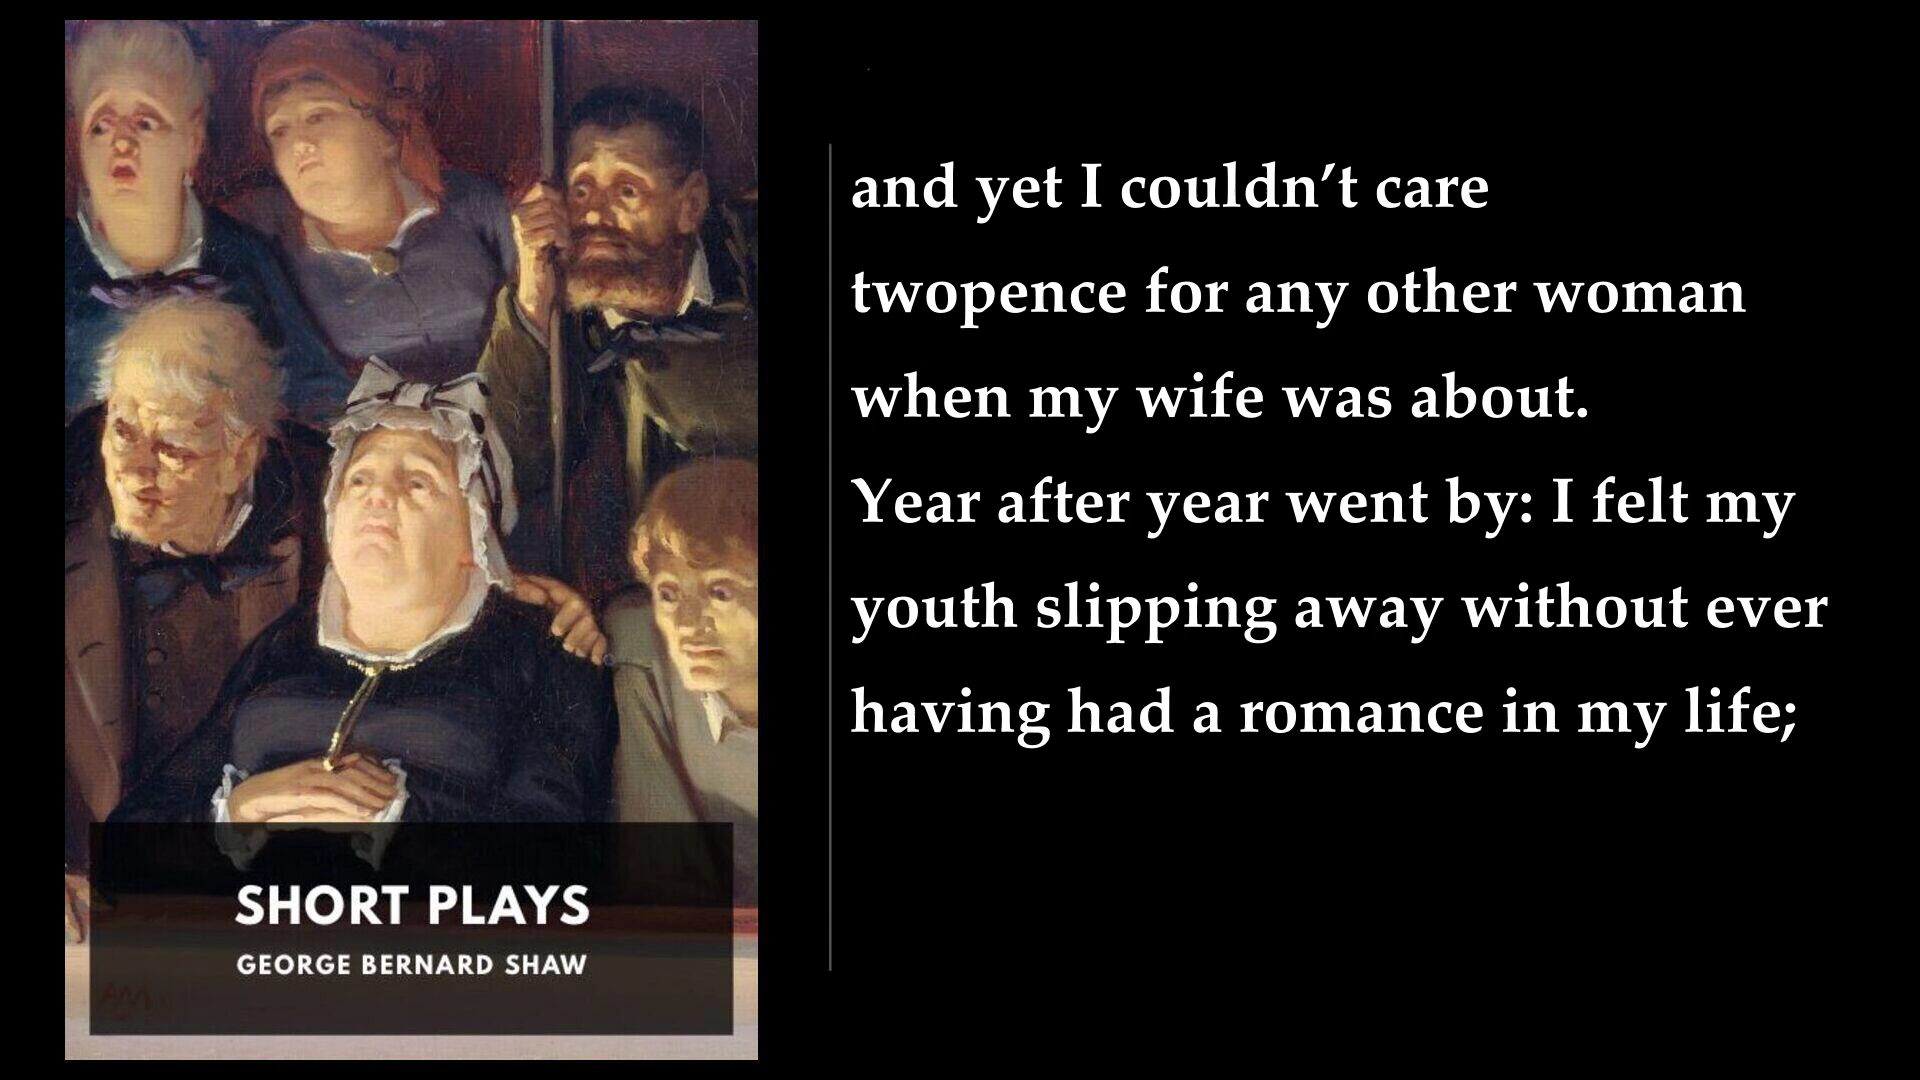 and yet I couldn’t care
twopence for any other woman
when my wife was about.
Year after year went by: I felt my
youth slipping away without ever
having had a romance in my life;
SHORT PLAYS
GEORGE BERNARD SHAW